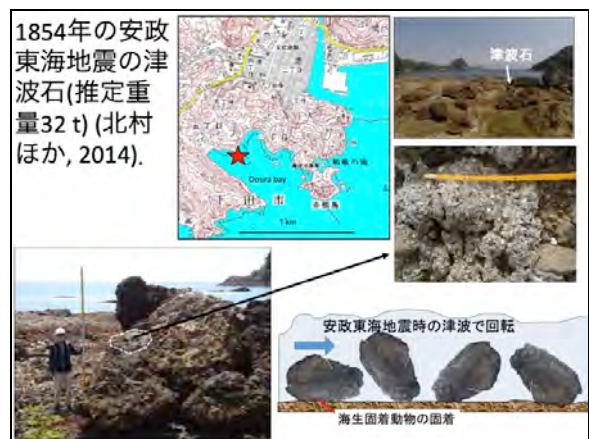 1854年の安政
東海地震の津
波石(推定重
量32 t) (北村
ほか, 2014).
Ooura bay
下田市
1 km
津波石
安政東海地震時の津波で回転
海生固着動物の固着